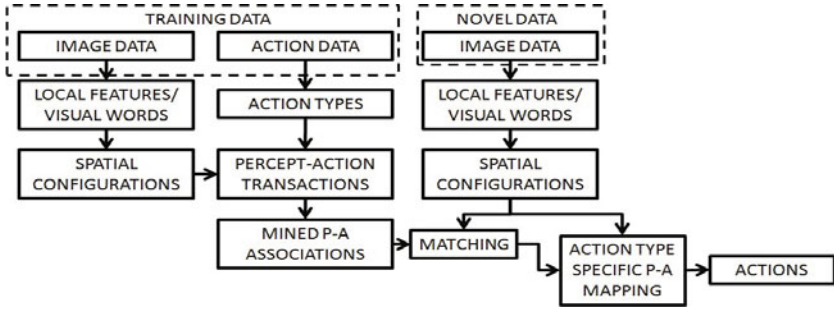 TRAINING DATA
IMAGE DATA
ACTION DATA
LOCAL FEATURES/
VISUAL WORDS
ACTION TYPES
SPATIAL
CONFIGURATIONS
PERCEPT-ACTION
TRANSACTIONS
MINED P-A
ASSOCIATIONS
NOVEL DATA
IMAGE DATA
LOCAL FEATURES/
VISUAL WORDS
SPATIAL
CONFIGURATIONS
MATCHING
ACTION TYPE
SPECIFIC P-A
MAPPING
ACTIONS